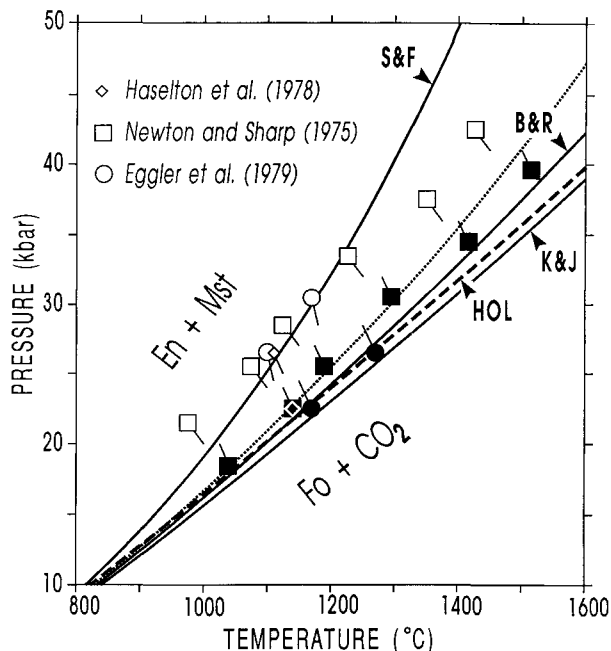 50
S&F
Haselton et al. (1978)
B&R
Newton and Sharp (1975)
Eggler et al. (1979)
40
PRESSURE (kbar)
K&J
En + Mst
HOL
30
Fo + CO₂
20
10
800 1000 1200 1400 1600
TEMPERATURE (°C)